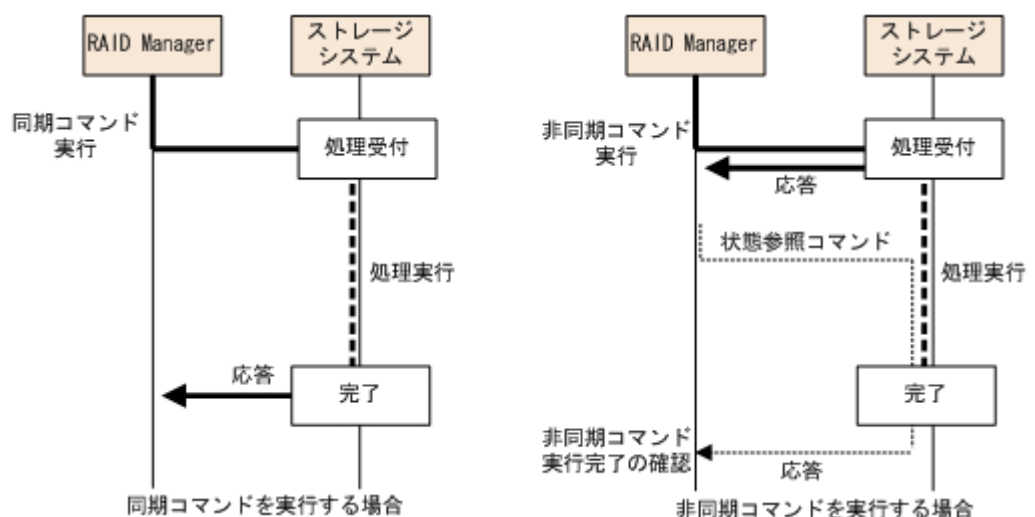 RAID Manager
ストレージ
システム
同期コマンド
実行
処理受付
処理実行
応答
完了
同期コマンドを実行する場合
RAID Manager
ストレージ
システム
非同期コマンド
実行
処理受付
応答
状態参照コマンド
処理実行
完了
非同期コマンド
実行完了の確認
応答
非同期コマンドを実行する場合